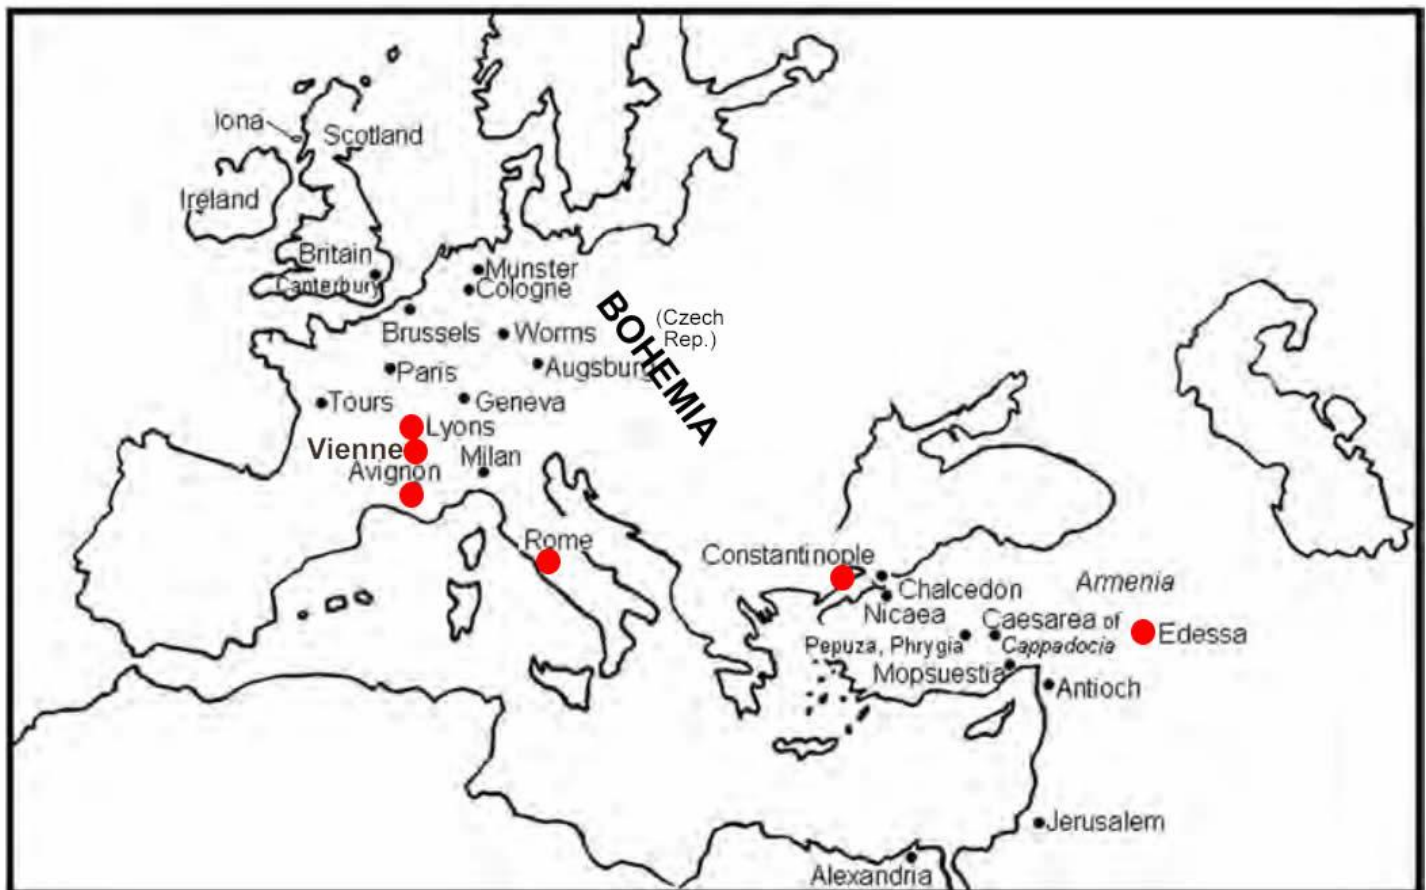 Iona
Scotland
Ireland
Britain
Canterbury
Munster
Cologne
Brussels
Worms
BOHEMIA
(Czech
Rep.)
Paris
Augsburg
Tours
Geneva
Lyons
Vienne
Milan
Avignon
Rome
Constantinople
Chalcedon
Armenia
Nicaea
Caesarea of
Cappadocia
Edessa
Pepuza, Phrygia
Mopsuestia
Antioch
Jerusalem
Alexandria